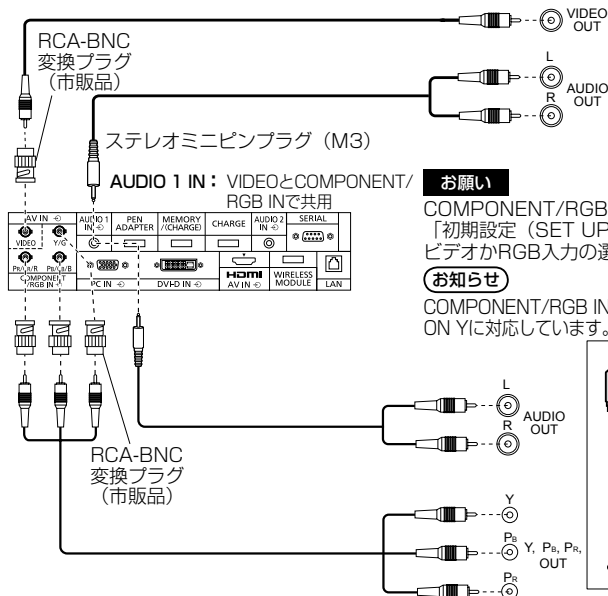 VIDEO
OUT
RCA-BNC
変換プラグ
(市販品)
L
R
AUDIO
OUT
ステレオミニピンプラグ(M3)
AUDIO 1 IN: VIDEOとCOMPONENT/
RGB INで共用
お願い
COMPONENT/RGB
「初期設定(SET UP
ビデオかRGB入力の選
お知らせ
COMPONENT/RGB IN
ON Yに対応しています。
AV IN
AUDIO 1
IN
PEN
ADAPTER
MEMORY
/(CHARGE)
CHARGE
AUDIO 2
IN
SERIAL
VIDEO
Y/G
PR/CR/R
PB/CB/B
COMPONENT
/RGB IN
PC IN
DVI-D IN
HDMI
AV IN
WIRELESS
MODULE
LAN
L
R
AUDIO
OUT
RCA-BNC
変換プラグ
(市販品)
Y
PB
PR
Y, PB, PR,
OUT